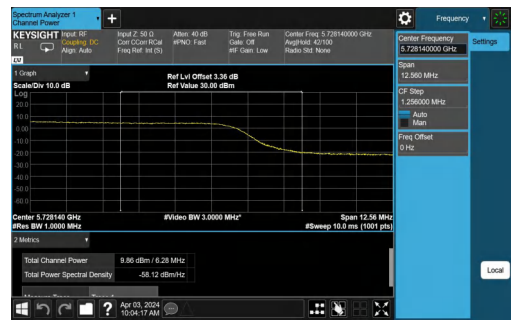 Spectrum Analyzer 1
Channel Power
Frequency
KEYSIGHT
Input: RF
Coupling: DC
Align: Auto
Input Z: 50 Ω
Corr CCorr RCal
Freq Ref: Int (S)
Atten: 40 dB
#PNO: Fast
Trig: Free Run
Gate: Off
#IF Gain: Low
Center Freq: 5.728140000 GHz
Avg|Hold: 42/100
Radio Std: None
R L
LV
1 Graph
Scale/Div 10.0 dB
Ref Lvl Offset 3.36 dB
Ref Value 30.00 dBm
Log
20.0
10.0
0.00
-10.0
-20.0
-30.0
-40.0
-50.0
-60.0
Center 5.728140 GHz
#Video BW 3.0000 MHz*
Span 12.56 MHz
#Res BW 1.0000 MHz
#Sweep 10.0 ms (1001 pts)
2 Metrics
Total Channel Power 9.86 dBm / 6.28 MHz
Total Power Spectral Density -58.12 dBm/Hz
Apr 03, 2024
10:04:17 AM
Center Frequency
5.728140000 GHz
Settings
Span
12.560 MHz
CF Step
1.256000 MHz
Auto
Man
Freq Offset
0 Hz
Local